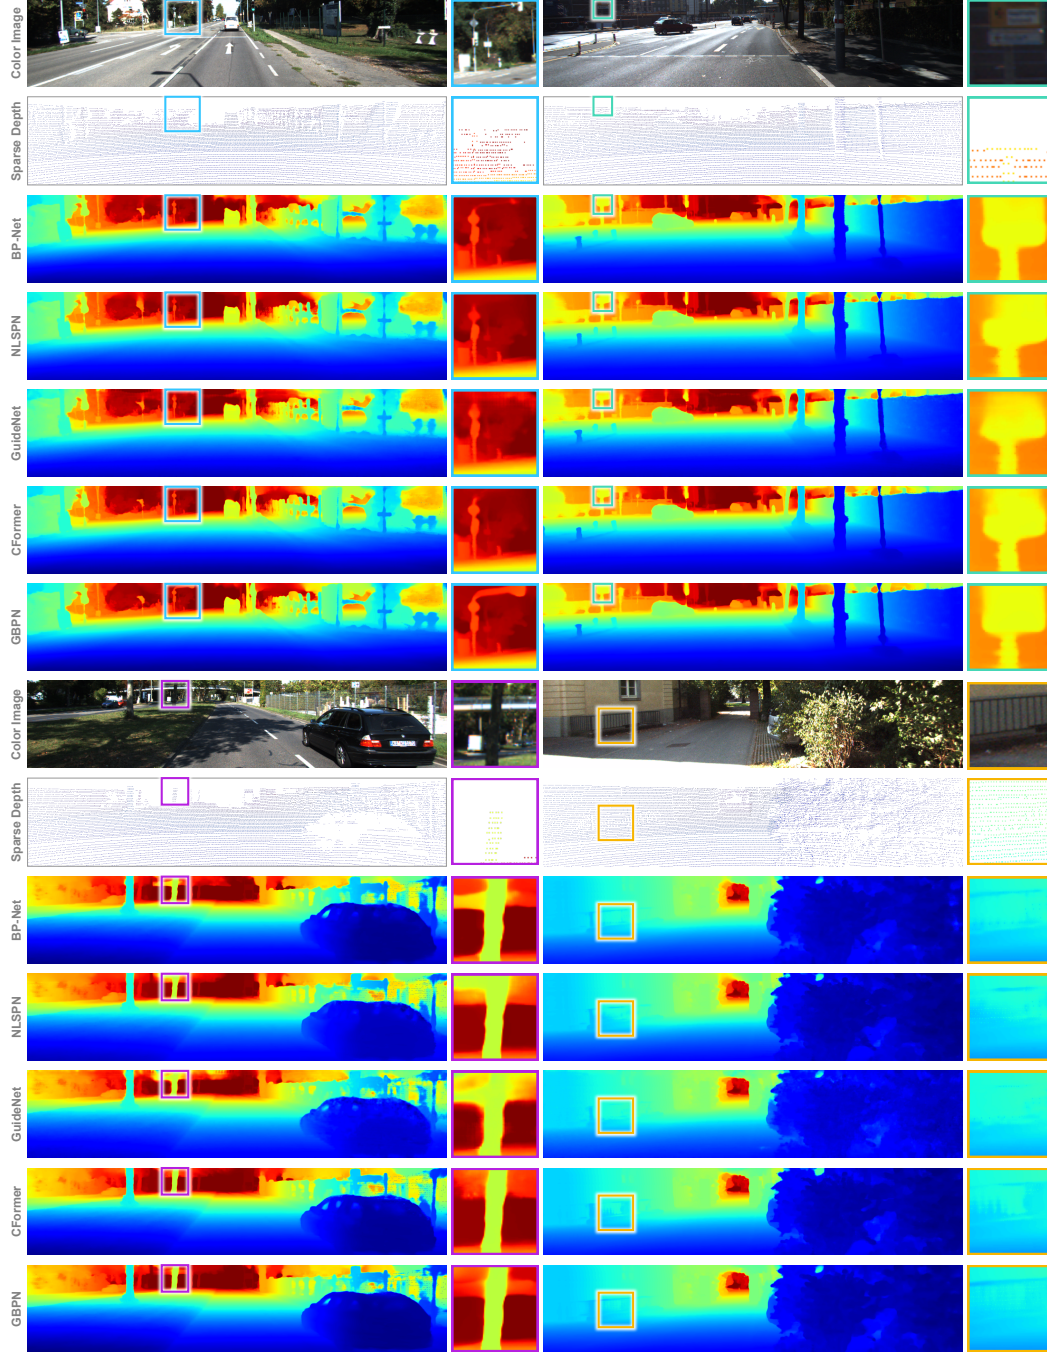 Color Image
Sparse Depth
BP-Net
NLSPN
GuideNet
CFormer
GBPN
Color Image
Sparse Depth
BP-Net
NLSPN
GuideNet
CFormer
GBPN